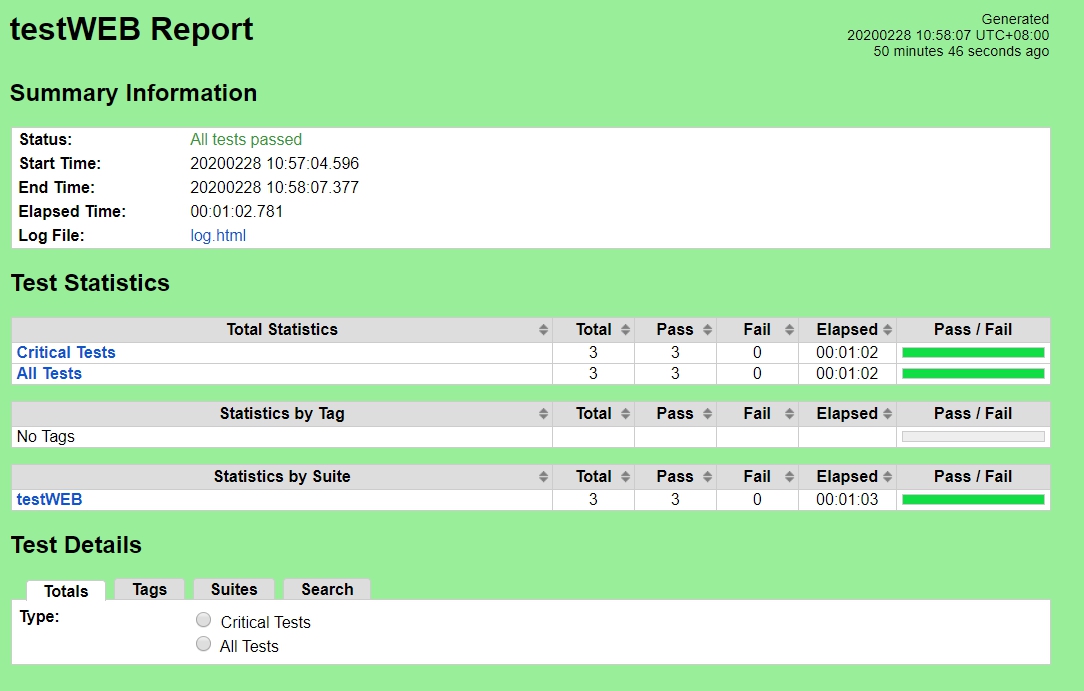 testWEB Report
Generated
20200228 10:58:07 UTC+08:00
50 minutes 46 seconds ago
Summary Information
Status: All tests passed
Start Time: 20200228 10:57:04.596
End Time: 20200228 10:58:07.377
Elapsed Time: 00:01:02.781
Log File: log.html
Test Statistics
Total Statistics Total Pass Fail Elapsed Pass / Fail
Critical Tests 3 3 0 00:01:02
All Tests 3 3 0 00:01:02
Statistics by Tag Total Pass Fail Elapsed Pass / Fail
No Tags
Statistics by Suite Total Pass Fail Elapsed Pass / Fail
testWEB 3 3 0 00:01:03
Test Details
Totals Tags Suites Search
Type: Critical Tests
All Tests